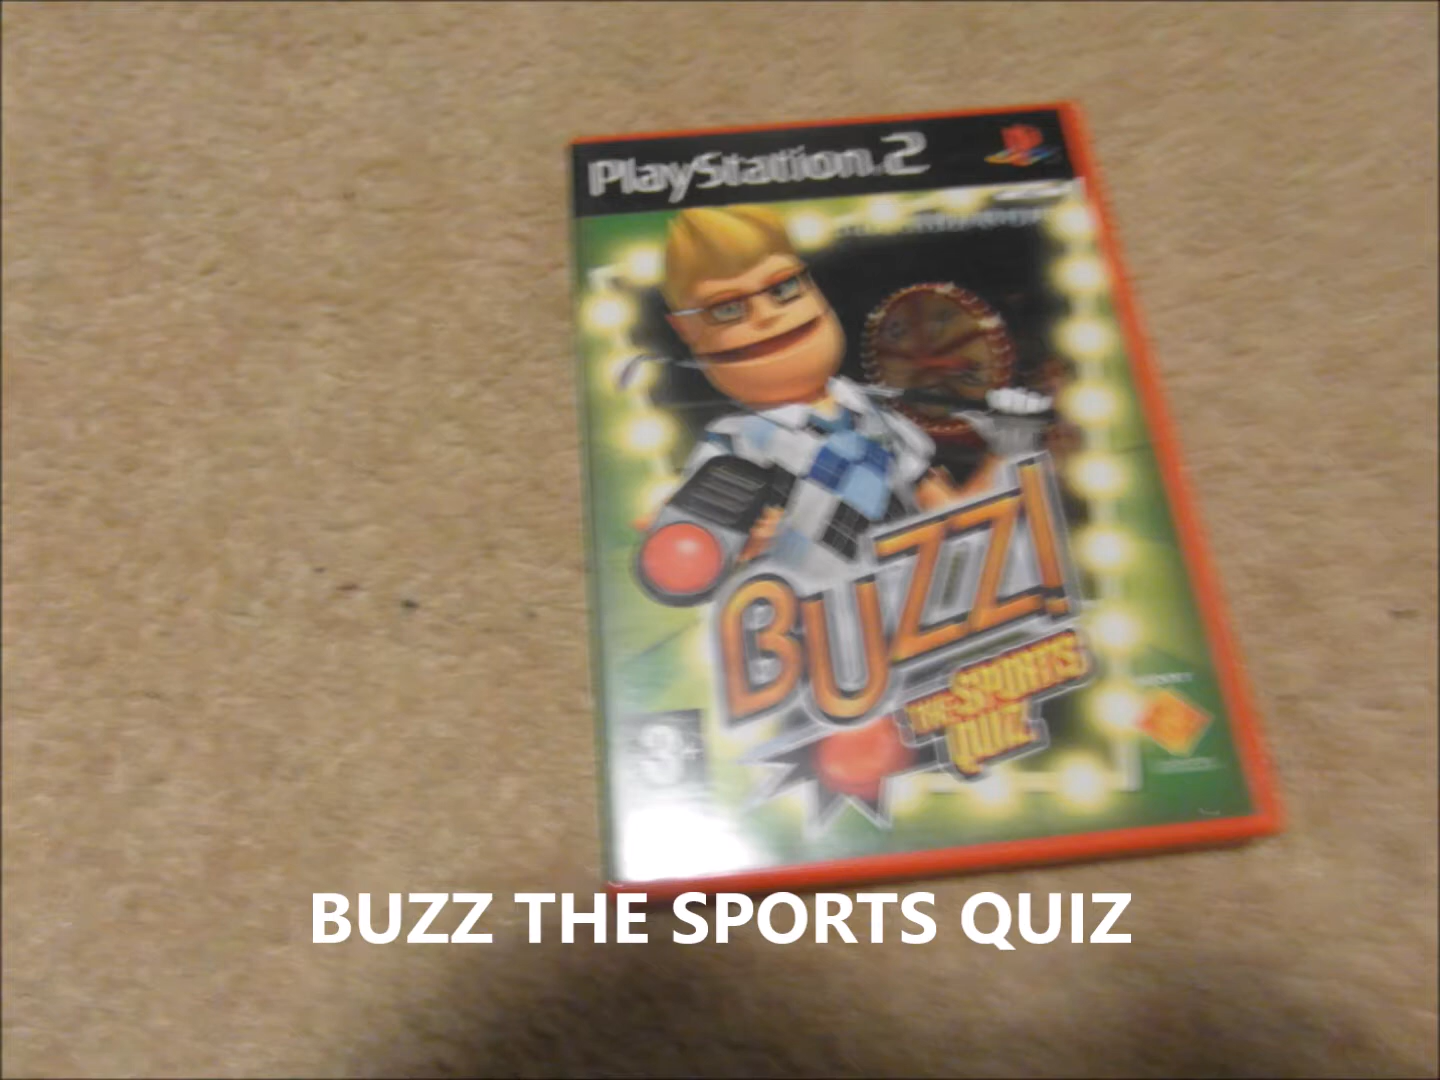 PlayStation.2
BUZZ!
THE SPORTS
QUIZ
3+
BUZZ THE SPORTS QUIZ